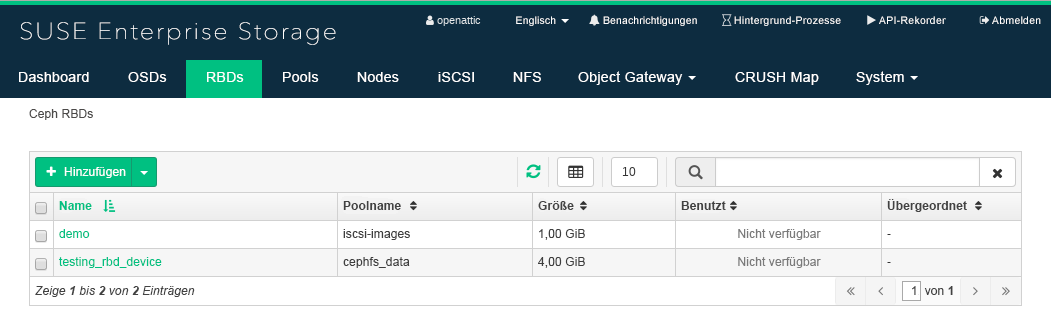 openattic Englisch Benachrichtigungen Hintergrund-Prozesse API-Rekorder Abmelden
SUSE Enterprise Storage
Dashboard OSDs RBDs Pools Nodes iSCSI NFS Object Gateway CRUSH Map System
Ceph RBDs
+ Hinzufügen 10
Name Poolname Größe Benutzt Übergeordnet
demo iscsi-images 1,00 GiB Nicht verfügbar -
testing_rbd_device cephfs_data 4,00 GiB Nicht verfügbar -
Zeige 1 bis 2 von 2 Einträgen « ‹ 1 von 1 › »